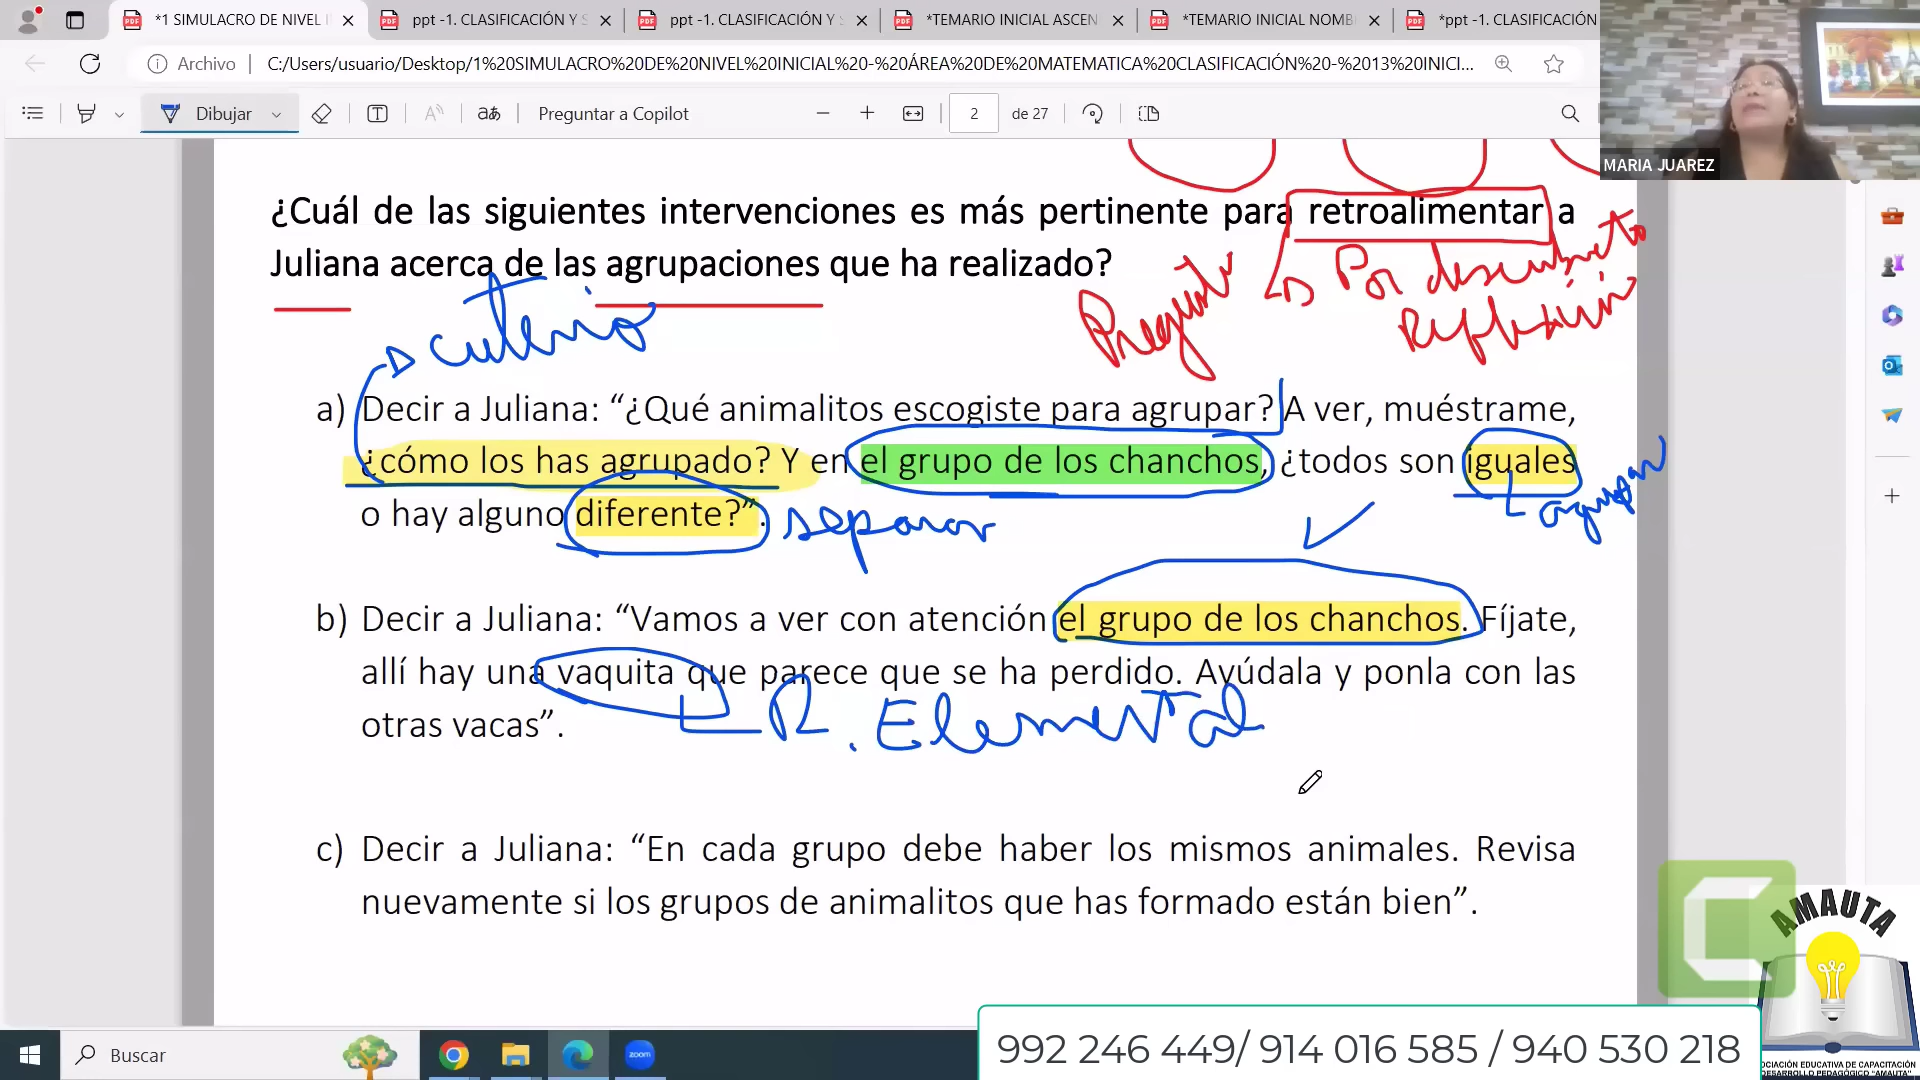 *1 SIMULACRO DE NIVEL I
ppt -1. CLASIFICACIÓN Y S
ppt -1. CLASIFICACIÓN Y S
*TEMARIO INICIAL ASCEN
*TEMARIO INICIAL NOMB
*ppt -1. CLASIFICACIÓN
Archivo
C:/Users/usuario/Desktop/1%20SIMULACRO%20DE%20NIVEL%20INICIAL%20-%20ÁREA%20DE%20MATEMATICA%20CLASIFICACIÓN%20-%2013%20INICI...
Dibujar
Preguntar a Copilot
2 de 27
MARIA JUAREZ
¿Cuál de las siguientes intervenciones es más pertinente para retroalimentar a
Juliana acerca de las agrupaciones que ha realizado?
Por
criterio
a) Decir a Juliana: “¿Qué animalitos escogiste para agrupar? A ver, muéstrame,
¿cómo los has agrupado? Y en el grupo de los chanchos, ¿todos son iguales
o hay alguno diferente?”.
separar
agrupar
b) Decir a Juliana: “Vamos a ver con atención el grupo de los chanchos. Fíjate,
allí hay una vaquita que parece que se ha perdido. Ayúdala y ponla con las
otras vacas”.
R. Elemental
c) Decir a Juliana: “En cada grupo debe haber los mismos animales. Revisa
nuevamente si los grupos de animalitos que has formado están bien”.
AMAUTA
Buscar
zoom
992 246 449/ 914 016 585 / 940 530 218
OCIACIÓN EDUCATIVA DE CAPACITACIÓN
DESARROLLO PEDAGÓGICO "AMAUTA"